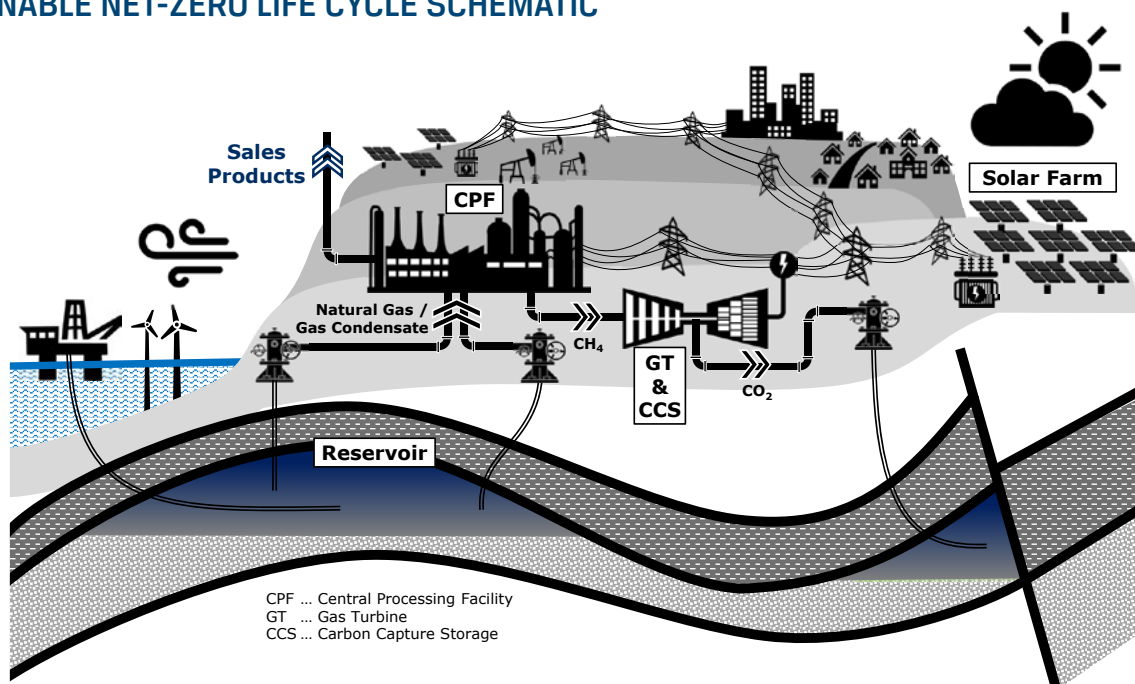 NABLE NET-ZERO LIFE CYCLE SCHEMATIC
Sales
Products
CPF
Solar Farm
Natural Gas /
Gas Condensate
CH₄
GT
&
CCS
CO₂
Reservoir
CPF ... Central Processing Facility
GT ... Gas Turbine
CCS ... Carbon Capture Storage